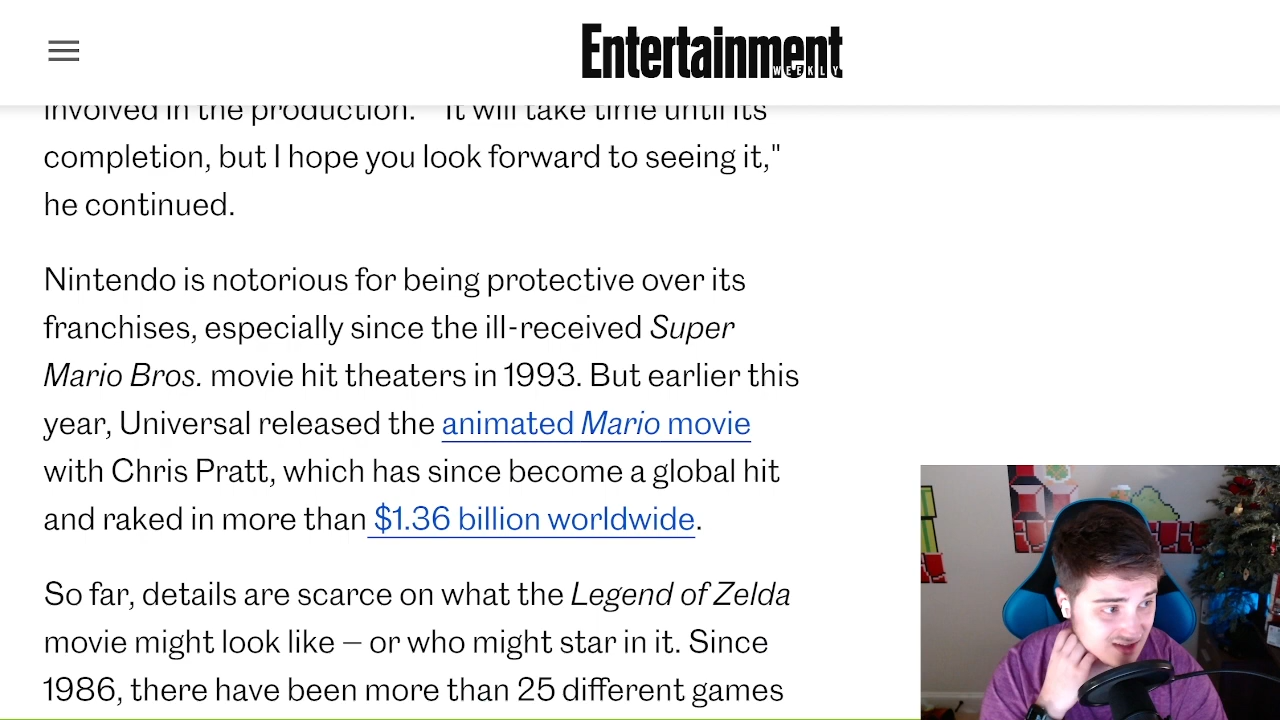 Entertainment
WEEKLY
involved in the production. "It will take time until its
completion, but I hope you look forward to seeing it,"
he continued.
Nintendo is notorious for being protective over its
franchises, especially since the ill-received Super
Mario Bros. movie hit theaters in 1993. But earlier this
year, Universal released the animated Mario movie
with Chris Pratt, which has since become a global hit
and raked in more than $1.36 billion worldwide.
So far, details are scarce on what the Legend of Zelda
movie might look like – or who might star in it. Since
1986, there have been more than 25 different games